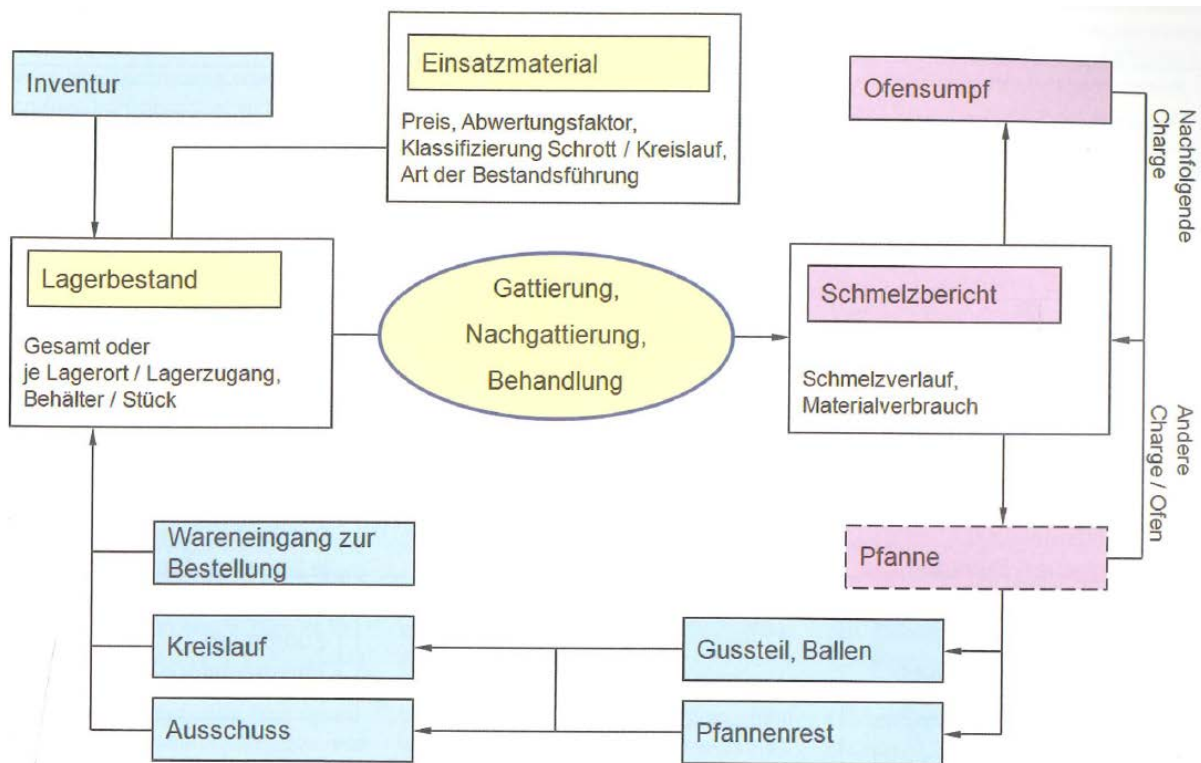 Inventur
Einsatzmaterial
Preis, Abwertungsfaktor,
Klassifizierung Schrott / Kreislauf,
Art der Bestandsführung
Ofensumpf
Nachfolgende
Charge
Lagerbestand
Gesamt oder
je Lagerort / Lagerzugang,
Behälter / Stück
Gattierung,
Nachgattierung,
Behandlung
Schmelzbericht
Schmelzverlauf,
Materialverbrauch
Andere
Charge / Ofen
Wareneingang zur
Bestellung
Pfanne
Kreislauf
Gussteil, Ballen
Ausschuss
Pfannenrest